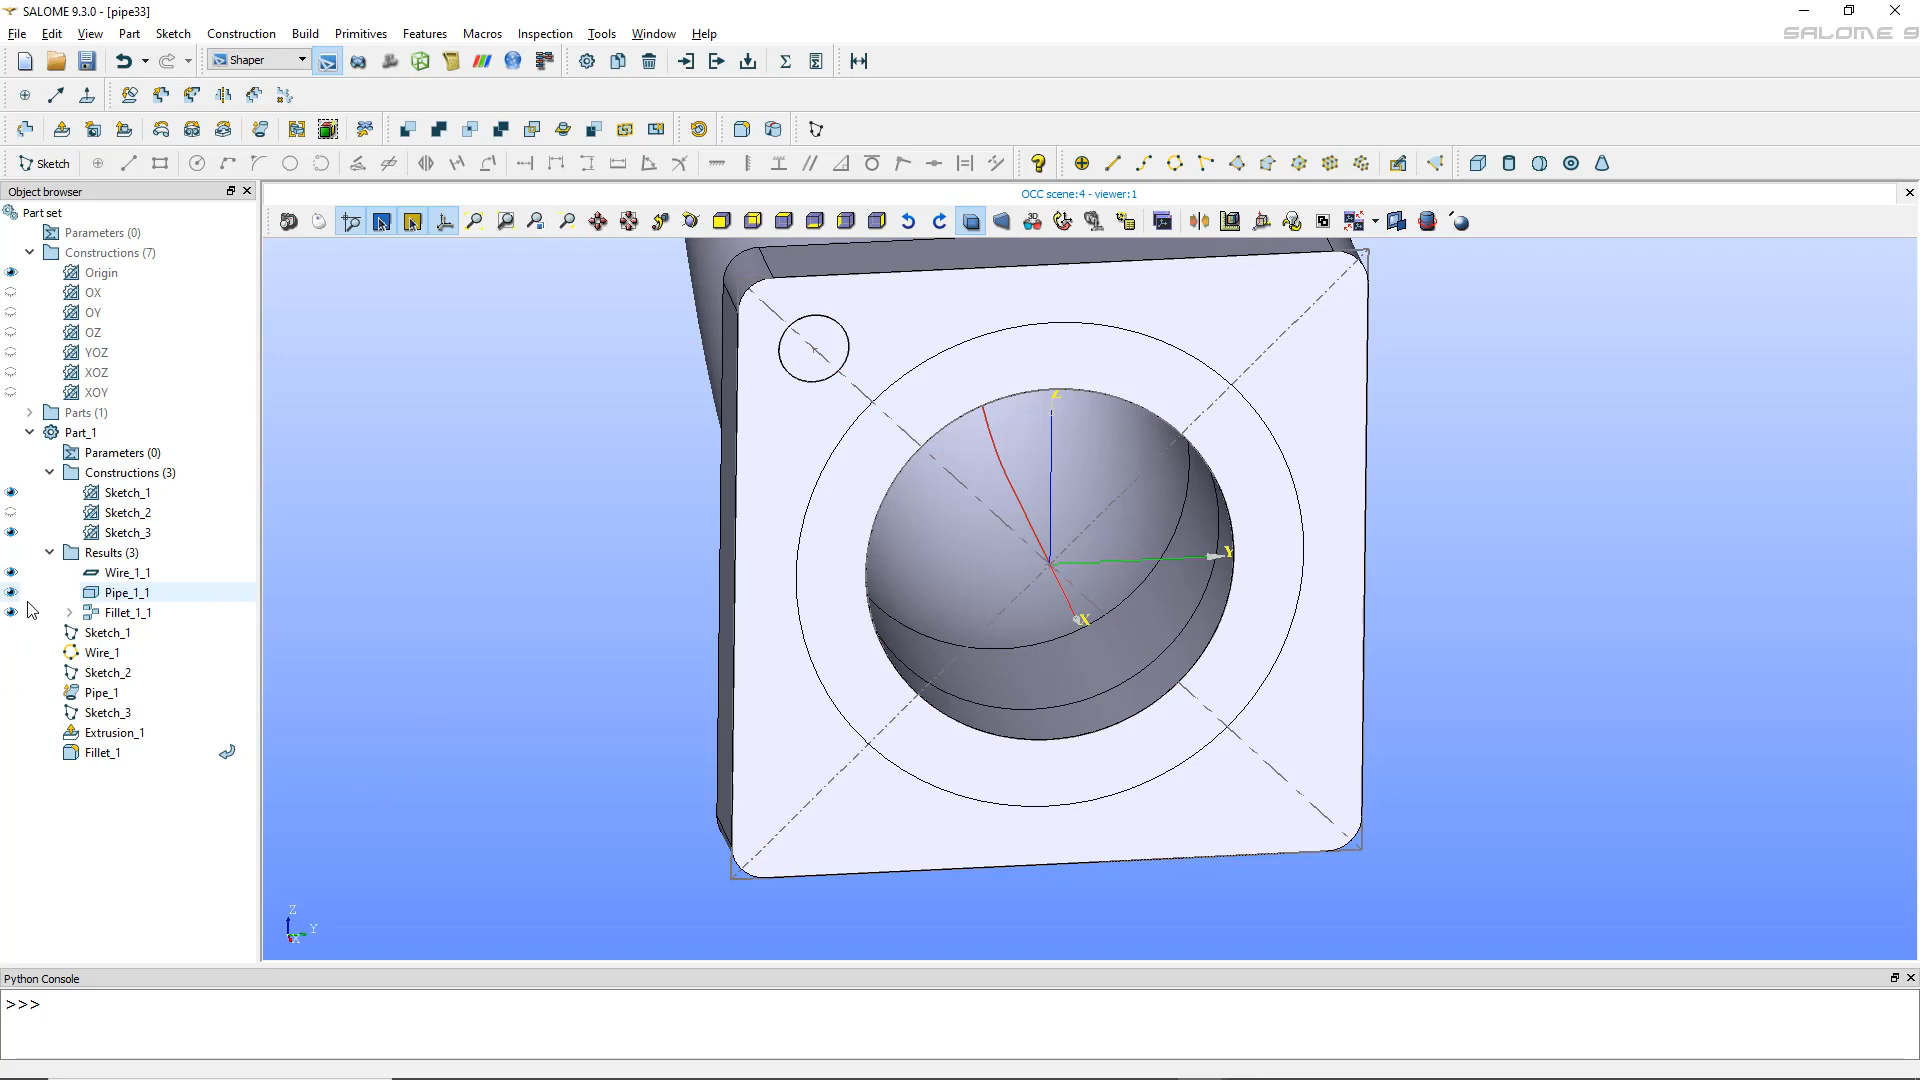 SALOME 9.3.0 - [pipe33]
File Edit View Part Sketch Construction Build Primitives Features Macros Inspection Tools Window Help
SALOME 9
Shaper
Sketch
Object browser
OCC scene:4 - viewer:1
Part set
Parameters (0)
Constructions (7)
Origin
OX
OY
OZ
YOZ
XOZ
XOY
Parts (1)
Part_1
Parameters (0)
Constructions (3)
Sketch_1
Sketch_2
Sketch_3
Results (3)
Wire_1_1
Pipe_1_1
Fillet_1_1
Sketch_1
Wire_1
Sketch_2
Pipe_1
Sketch_3
Extrusion_1
Fillet_1
Z
Y
X
Z
Y
X
Python Console
>>>